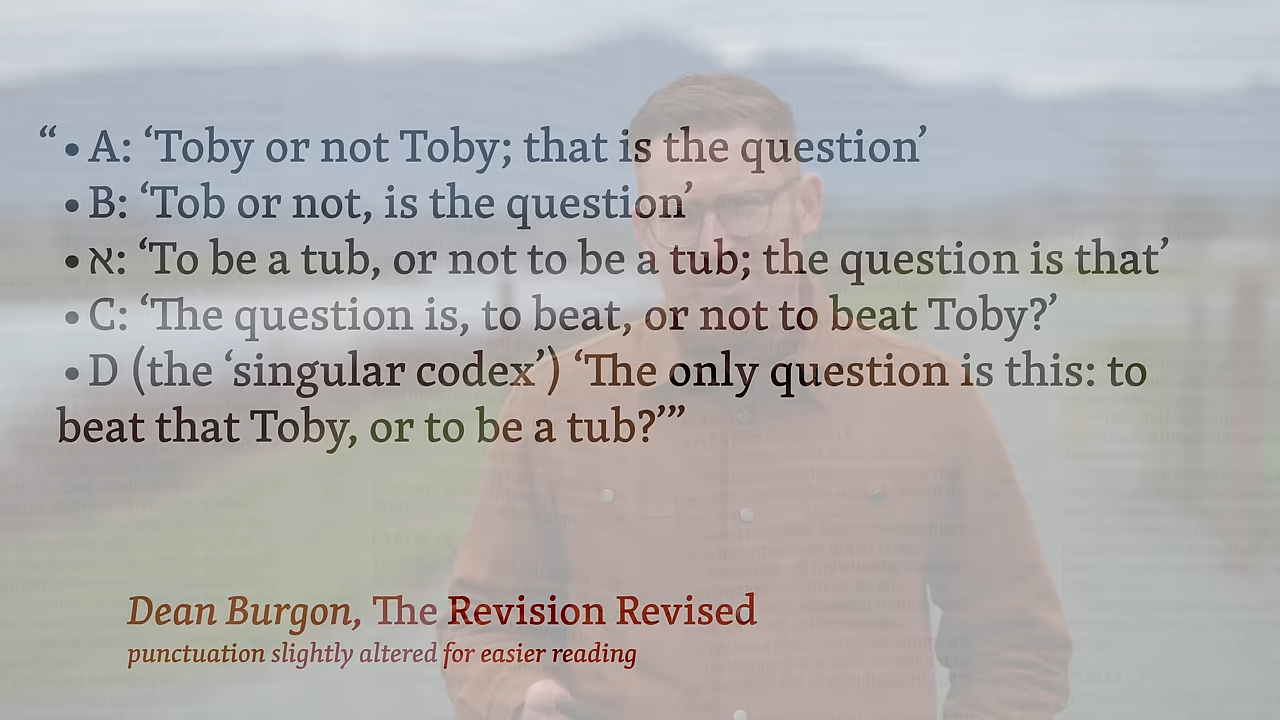 “ • A: ‘Toby or not Toby; that is the question’
• B: ‘Tob or not, is the question’
• א: ‘To be a tub, or not to be a tub; the question is that’
• C: ‘The question is, to beat, or not to beat Toby?’
• D (the ‘singular codex’) ‘The only question is this: to
beat that Toby, or to be a tub?’”
Dean Burgon, The Revision Revised
punctuation slightly altered for easier reading